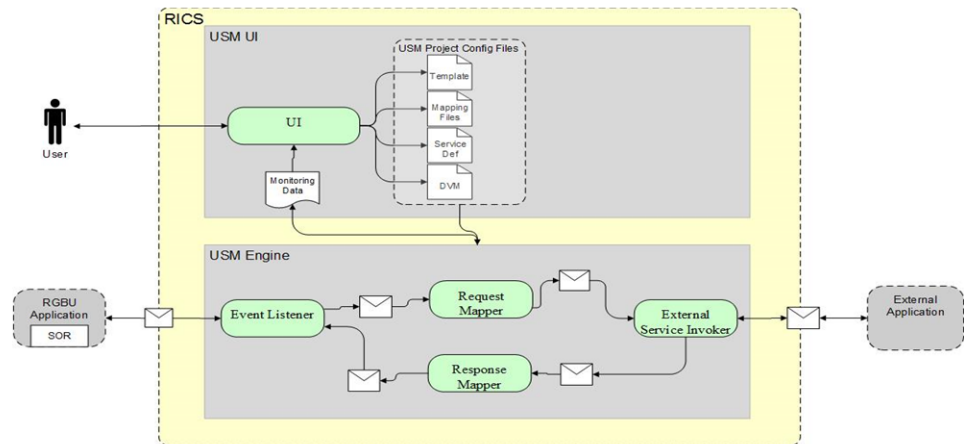 RICS
USM UI
USM Project Config Files
Template
Mapping
Files
Service
Def
DVM
UI
User
Monitoring
Data
USM Engine
RGBU
Application
SOR
Event Listener
Request
Mapper
External
Service Invoker
Response
Mapper
External
Application